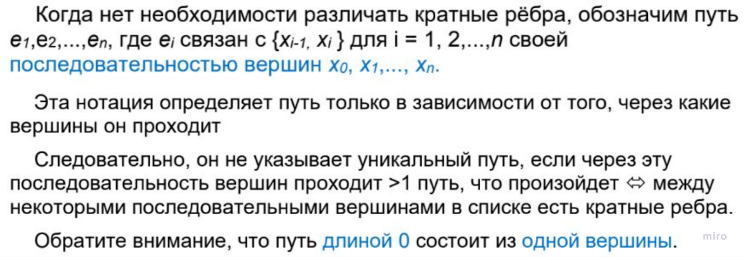 Когда нет необходимости различать кратные рёбра, обозначим путь
e₁,e₂,...,eₙ, где eᵢ связан с {xᵢ₋₁, xᵢ } для i = 1, 2,...,n своей
последовательностью вершин x₀, x₁,..., xₙ.
Эта нотация определяет путь только в зависимости от того, через какие
вершины он проходит
Следовательно, он не указывает уникальный путь, если через эту
последовательность вершин проходит >1 путь, что произойдет ⇔ между
некоторыми последовательными вершинами в списке есть кратные ребра.
Обратите внимание, что путь длиной 0 состоит из одной вершины.
miro